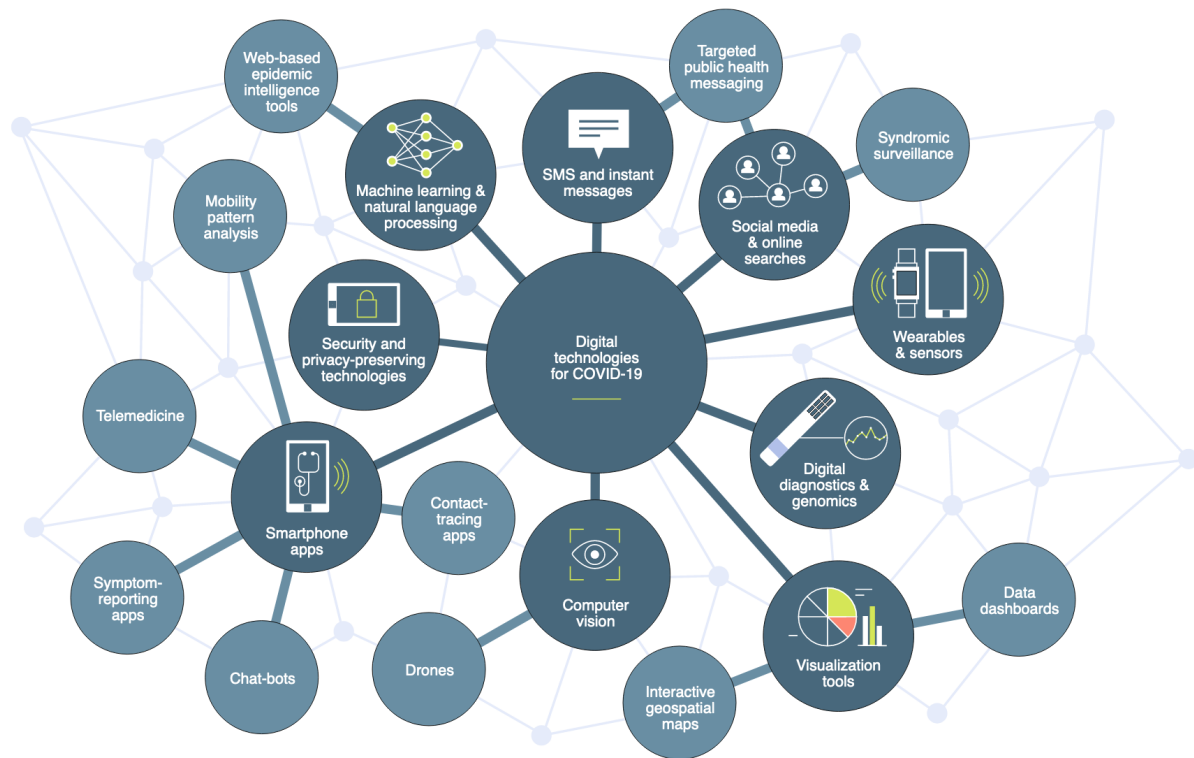 Web-based
epidemic
intelligence
tools
Targeted
public health
messaging
Syndromic
surveillance
SMS and instant
messages
Machine learning &
natural language
processing
Mobility
pattern
analysis
Social media
& online
searches
Wearables
& sensors
Security and
privacy-preserving
technologies
Digital
technologies
for COVID-19
Telemedicine
Digital
diagnostics &
genomics
Contact-
tracing
apps
Smartphone
apps
Symptom-
reporting
apps
Computer
vision
Data
dashboards
Chat-bots
Drones
Visualization
tools
Interactive
geospatial
maps